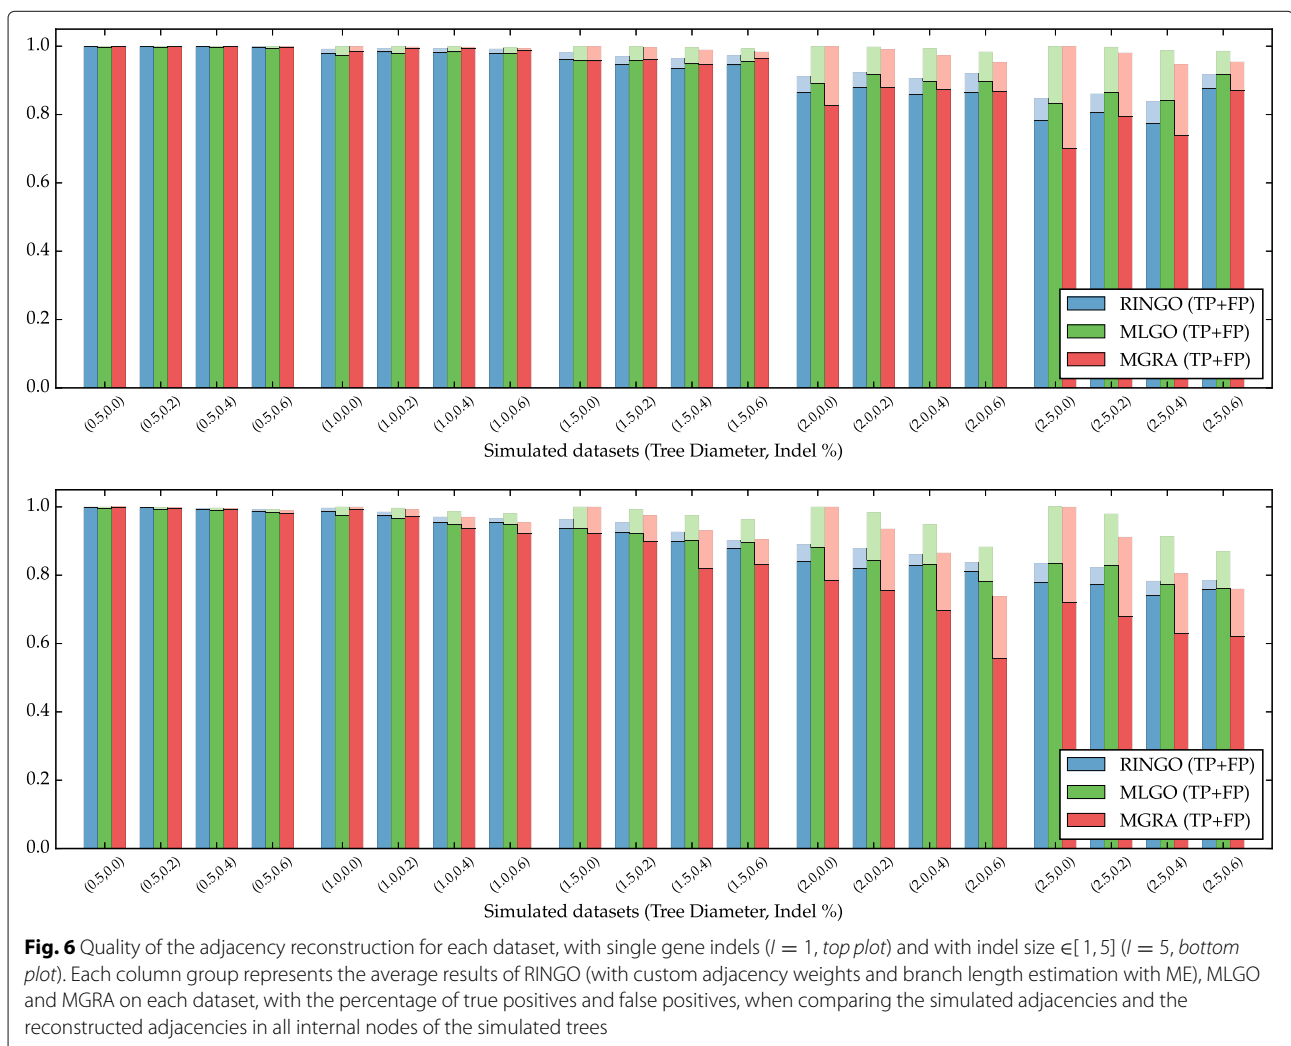 1.0
0.8
0.6
0.4
0.2
0.0
RINGO (TP+FP)
MLGO (TP+FP)
MGRA (TP+FP)
(0.5,0.0) (0.5,0.2) (0.5,0.4) (0.5,0.6) (1.0,0.0) (1.0,0.2) (1.0,0.4) (1.0,0.6) (1.5,0.0) (1.5,0.2) (1.5,0.4) (1.5,0.6) (2.0,0.0) (2.0,0.2) (2.0,0.4) (2.0,0.6) (2.5,0.0) (2.5,0.2) (2.5,0.4) (2.5,0.6)
Simulated datasets (Tree Diameter, Indel %)
1.0
0.8
0.6
0.4
0.2
0.0
RINGO (TP+FP)
MLGO (TP+FP)
MGRA (TP+FP)
(0.5,0.0) (0.5,0.2) (0.5,0.4) (0.5,0.6) (1.0,0.0) (1.0,0.2) (1.0,0.4) (1.0,0.6) (1.5,0.0) (1.5,0.2) (1.5,0.4) (1.5,0.6) (2.0,0.0) (2.0,0.2) (2.0,0.4) (2.0,0.6) (2.5,0.0) (2.5,0.2) (2.5,0.4) (2.5,0.6)
Simulated datasets (Tree Diameter, Indel %)
Fig. 6 Quality of the adjacency reconstruction for each dataset, with single gene indels (I = 1, top plot) and with indel size ∈[ 1, 5] (I = 5, bottom
plot). Each column group represents the average results of RINGO (with custom adjacency weights and branch length estimation with ME), MLGO
and MGRA on each dataset, with the percentage of true positives and false positives, when comparing the simulated adjacencies and the
reconstructed adjacencies in all internal nodes of the simulated trees